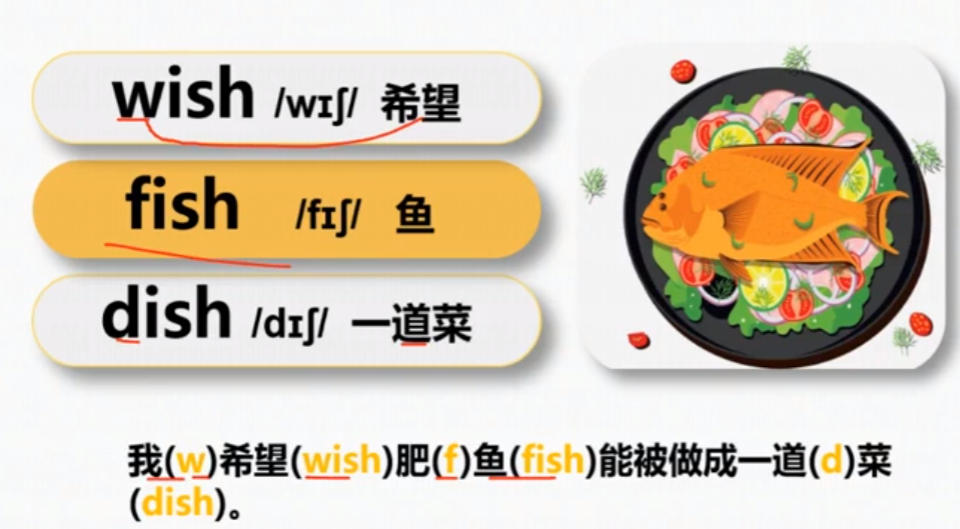 wish /wɪʃ/ 希望
fish /fɪʃ/ 鱼
dish /dɪʃ/ 一道菜
我(w)希望(wish)肥(f)鱼(fish)能被做成一道(d)菜
(dish)。